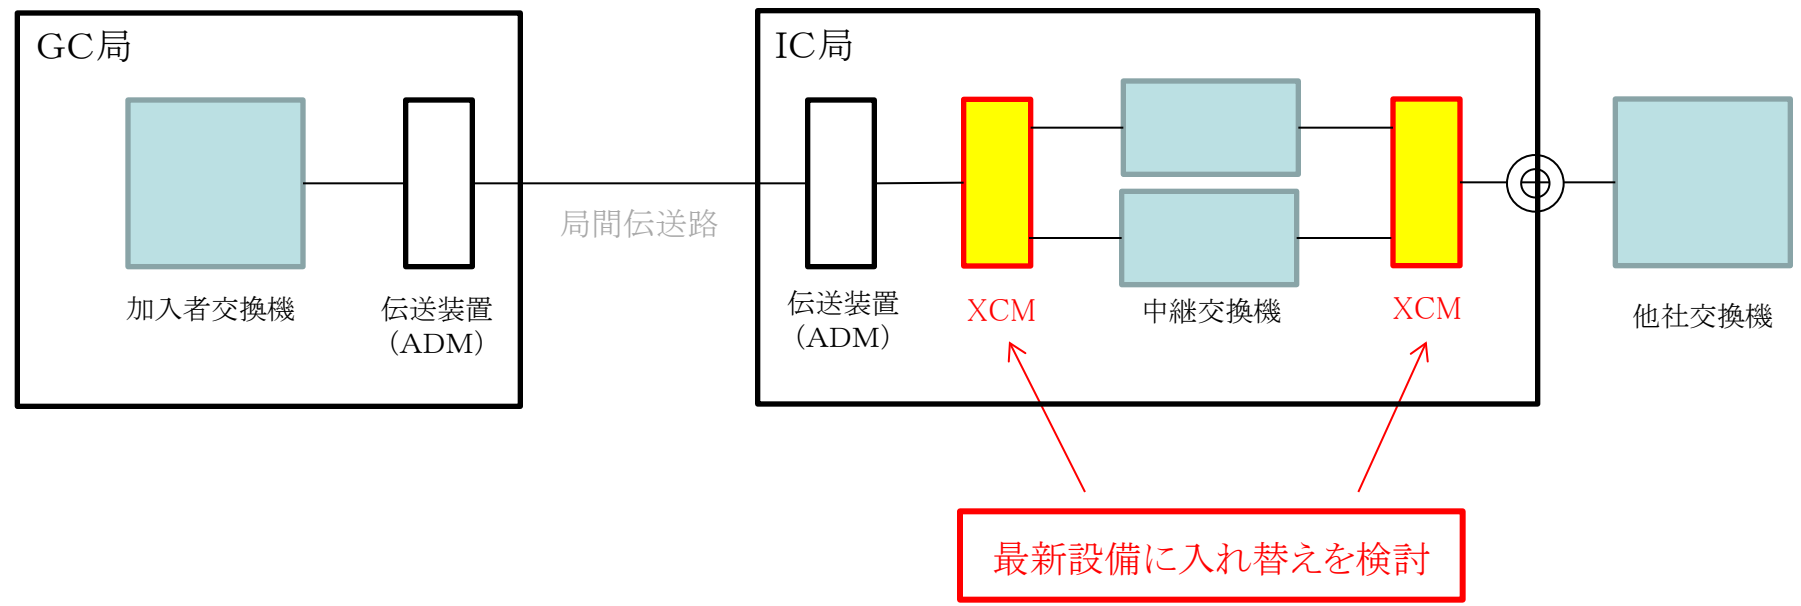 GC局
IC局
局間伝送路
加入者交換機
伝送装置
（ADM）
伝送装置
（ADM）
XCM
中継交換機
XCM
他社交換機
最新設備に入れ替えを検討